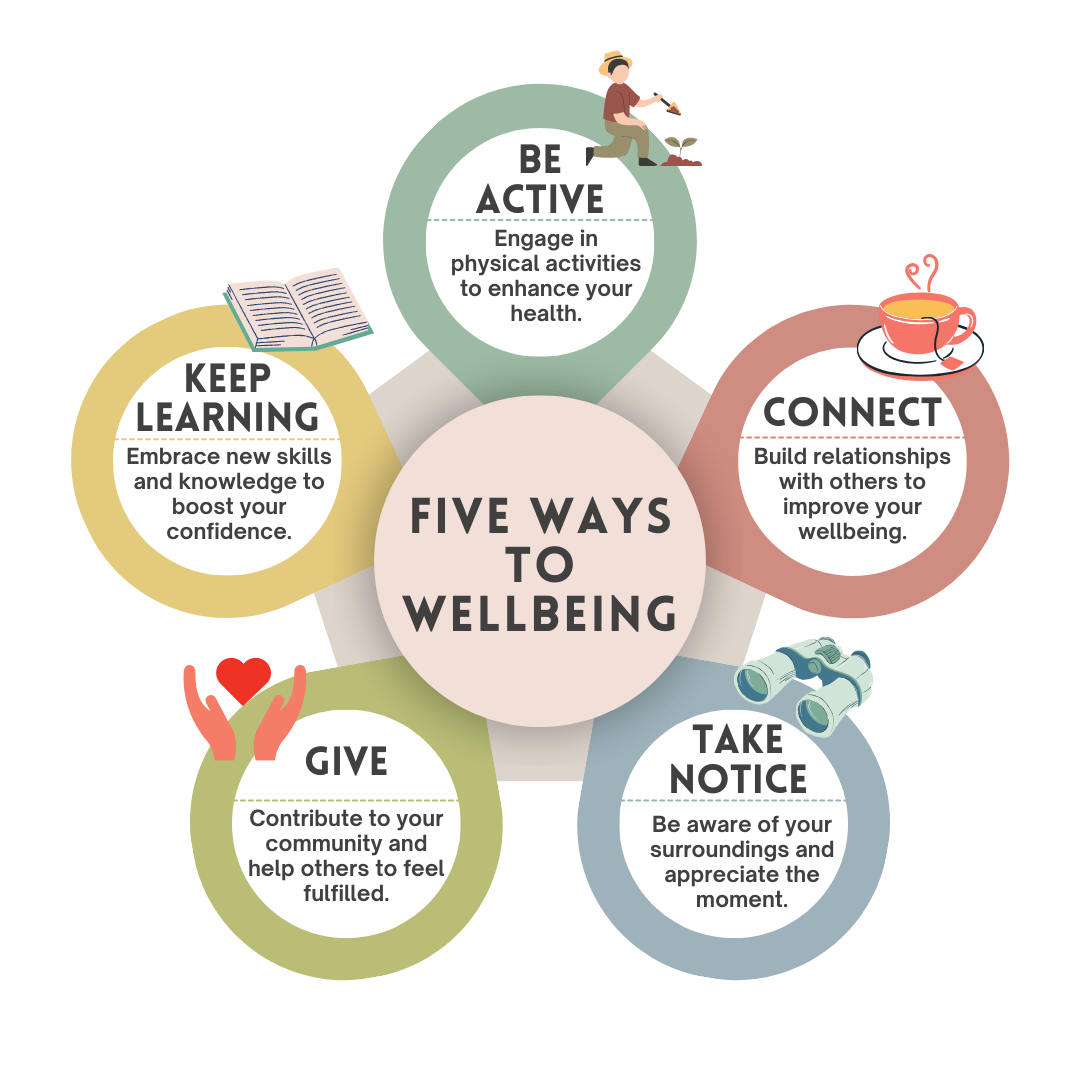 BE
ACTIVE
Engage in
physical activities
to enhance your
health.
KEEP
LEARNING
Embrace new skills
and knowledge to
boost your
confidence.
CONNECT
Build relationships
with others to
improve your
wellbeing.
FIVE WAYS
TO
WELLBEING
GIVE
Contribute to your
community and
help others to feel
fulfilled.
TAKE
NOTICE
Be aware of your
surroundings and
appreciate the
moment.